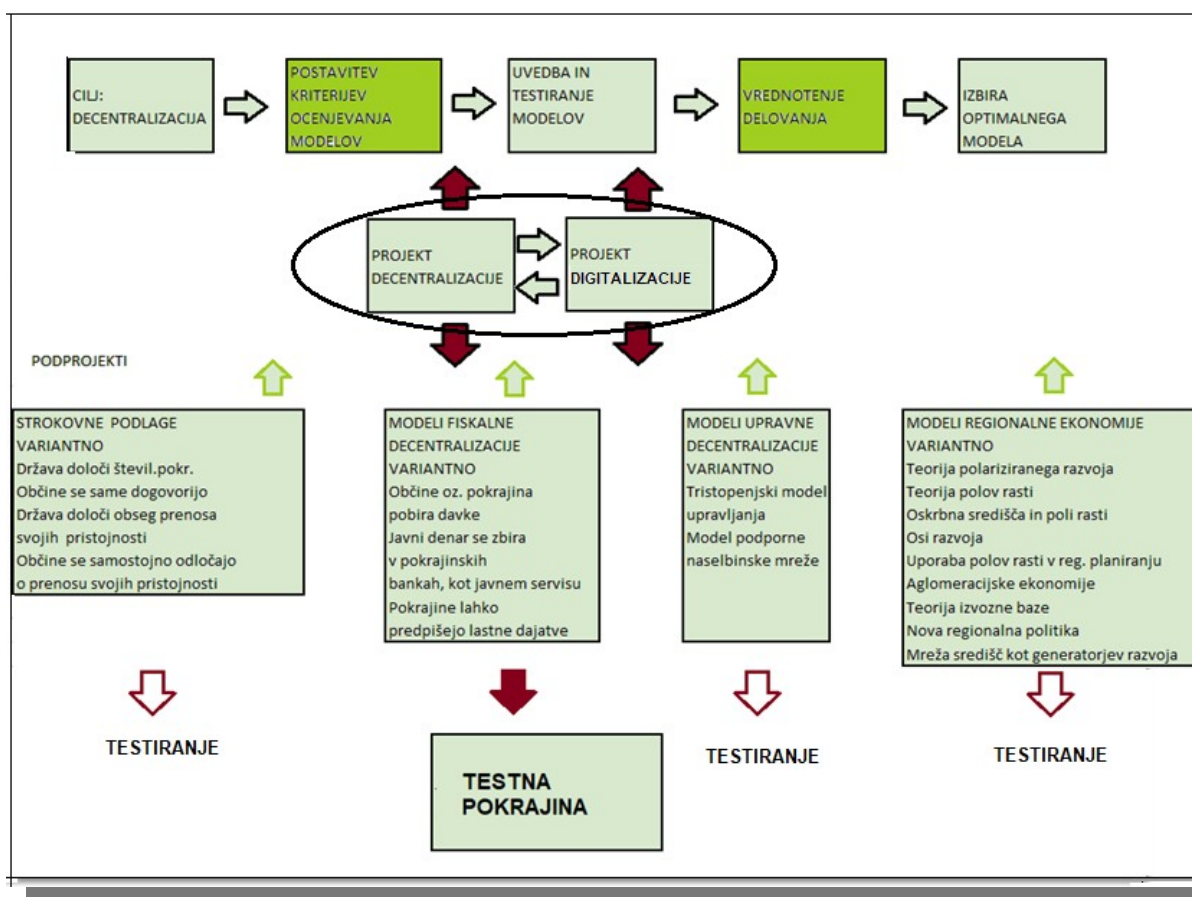 CILJ:
DECENTRALIZACIJA
POSTAVITEV
KRITERIJEV
OCENJEVANJA
MODELOV
UVEDBA IN
TESTIRANJE
MODELOV
VREDNOTENJE
DELOVANJA
IZBIRA
OPTIMALNEGA
MODELA
PROJEKT
DECENTRALIZACIJE
PROJEKT
DIGITALIZACIJE
PODPROJEKTI
STROKOVNE PODLAGE
VARIANTNO
Država določi števil.pokr.
Občine se same dogovorijo
Država določi obseg prenosa
svojih pristojnosti
Občine se samostojno odločajo
o prenosu svojih pristojnosti
MODELI FISKALNE
DECENTRALIZACIJE
VARIANTNO
Občine oz. pokrajina
pobira davke
Javni denar se zbira
v pokrajinskih
bankah, kot javnem servisu
Pokrajine lahko
predpišejo lastne dajatve
MODELI UPRAVNE
DECENTRALIZACIJE
VARIANTNO
Tristopenjski model
upravljanja
Model podporne
naselbinske mreže
MODELI REGIONALNE EKONOMIJE
VARIANTNO
Teorija polariziranega razvoja
Teorija polov rasti
Oskrbna središča in poli rasti
Osi razvoja
Uporaba polov rasti v reg. planiranju
Aglomeracijske ekonomije
Teorija izvozne baze
Nova regionalna politika
Mreža središč kot generatorjev razvoja
TESTIRANJE
TESTNA
POKRAJINA
TESTIRANJE
TESTIRANJE